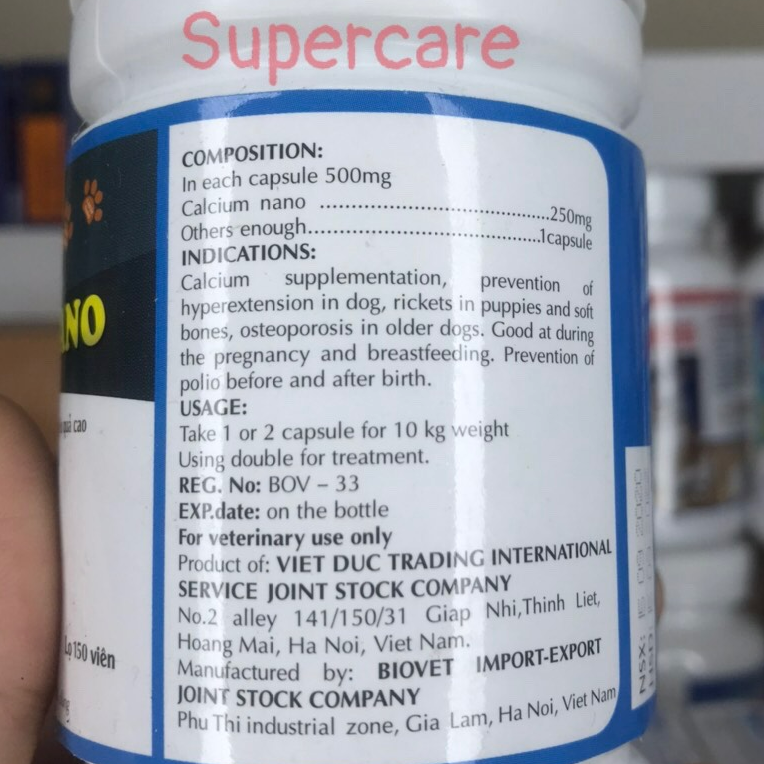 Supercare
COMPOSITION:
In each capsule 500mg
Calcium nano ..........................................250mg
Others enough...........................................1capsule
INDICATIONS:
Calcium supplementation, prevention of
hyperextension in dog, rickets in puppies and soft
bones, osteoporosis in older dogs. Good at during
the pregnancy and breastfeeding. Prevention of
polio before and after birth.
USAGE:
Take 1 or 2 capsule for 10 kg weight
Using double for treatment.
REG. No: BOV – 33
EXP.date: on the bottle
For veterinary use only
Product of: VIET DUC TRADING INTERNATIONAL
SERVICE JOINT STOCK COMPANY
No.2 alley 141/150/31 Giap Nhi,Thinh Liet,
Hoang Mai, Ha Noi, Viet Nam.
Manufactured by: BIOVET IMPORT-EXPORT
JOINT STOCK COMPANY
Phu Thi industrial zone, Gia Lam, Ha Noi, Viet Nam
NO
quả cao
Lọ 150 viên
NSX: